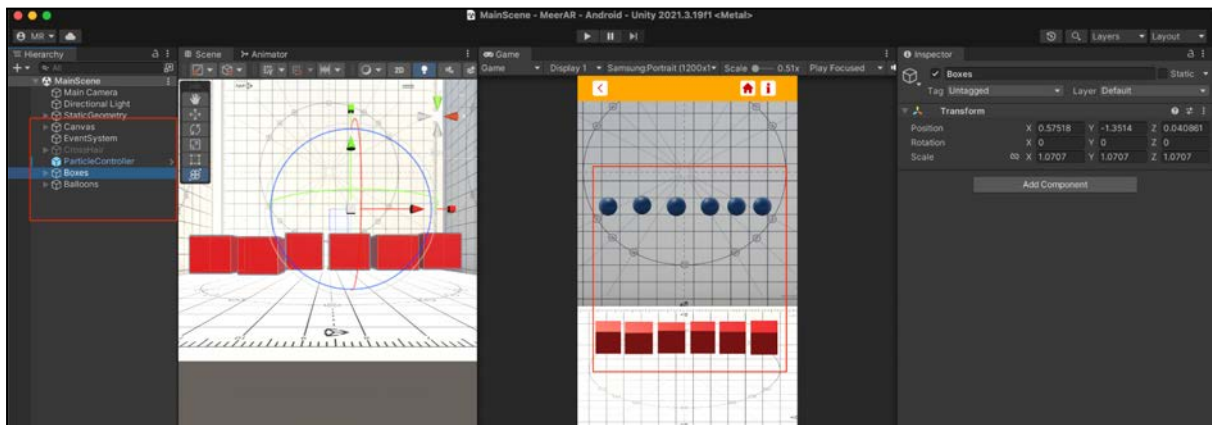 MainScene - MeerAR - Android - Unity 2021.3.19f1 <Metal>
MR
Layers
Layout
Hierarchy
All
MainScene
Main Camera
Directional Light
StaticGeometry
Canvas
EventSystem
CrossHair
ParticleController
Boxes
Balloons
Scene
Animator
2D
Game
Game
Display 1
Samsung Portrait (1200x1
Scale
0.51x
Play Focused
Inspector
Boxes
Static
Tag Untagged
Layer Default
Transform
Position X 0.57518 Y -1.3514 Z 0.040861
Rotation X 0 Y 0 Z 0
Scale X 1.0707 Y 1.0707 Z 1.0707
Add Component